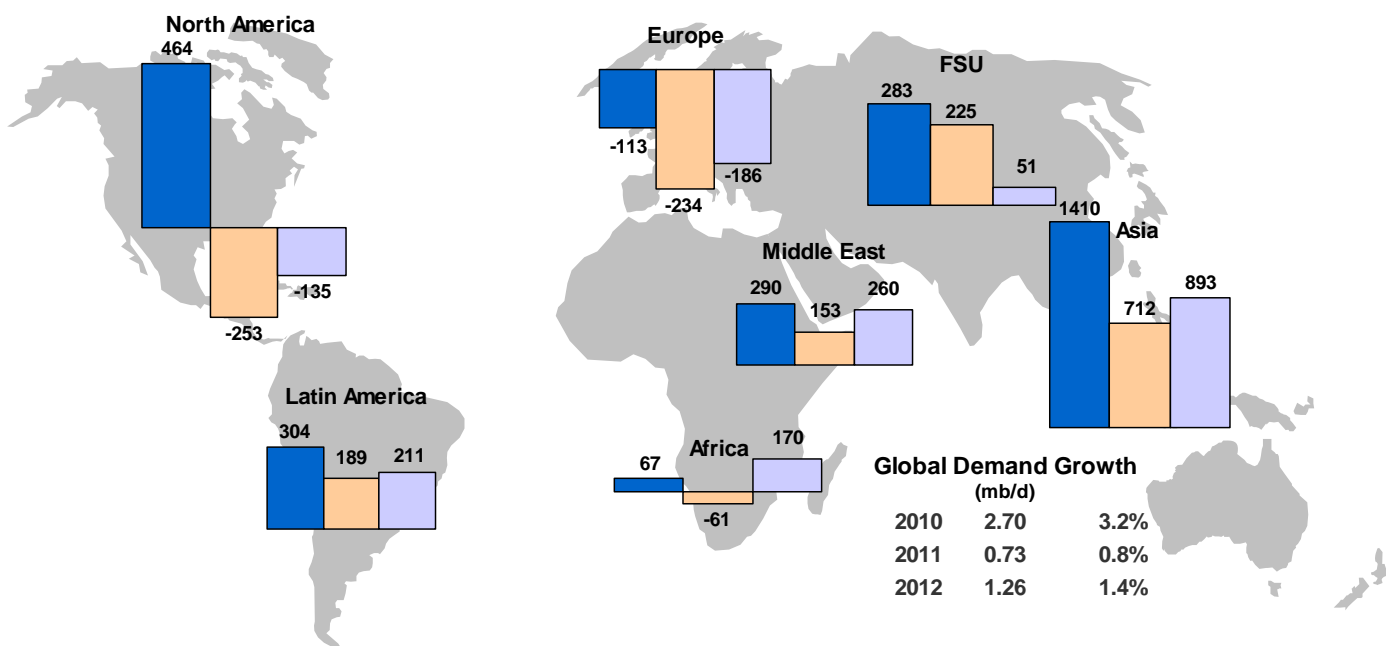 North America
464
-253
-135
Europe
-113
-234
-186
FSU
283
225
51
Asia
1410
712
893
Middle East
290
153
260
Latin America
304
189
211
Africa
67
-61
170
Global Demand Growth
(mb/d)
2010 2.70 3.2%
2011 0.73 0.8%
2012 1.26 1.4%